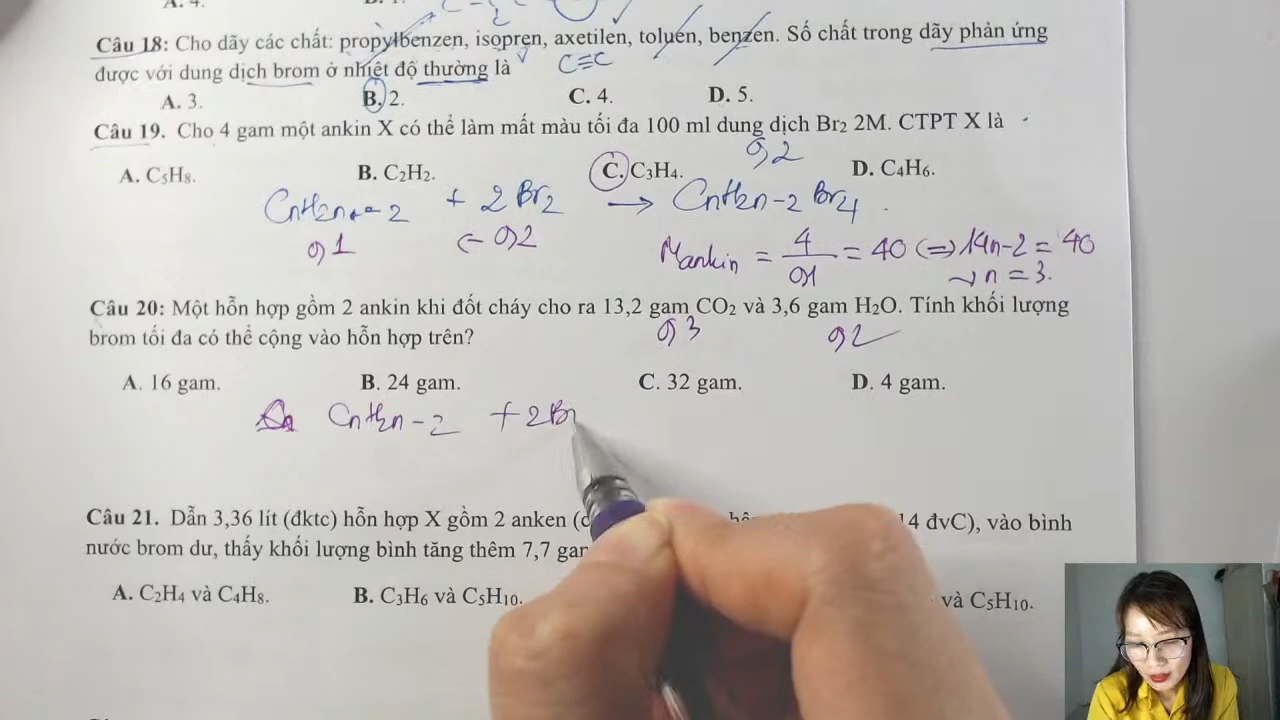 A. 4.
Câu 18: Cho dãy các chất: propylbenzen, isopren, axetilen, toluen, benzen. Số chất trong dãy phản ứng
được với dung dịch brom ở nhiệt độ thường là
C≡C
A. 3. B. 2. C. 4. D. 5.
Câu 19. Cho 4 gam một ankin X có thể làm mất màu tối đa 100 ml dung dịch Br₂ 2M. CTPT X là
0,2
A. C₅H₈. B. C₂H₂. C. C₃H₄. D. C₄H₆.
CnH2n-2 + 2Br2 → CnH2n-2Br4
0,1 ← 0,2
Mankin = 4/0,1 = 40 ⇔ 14n-2 = 40
→ n = 3.
Câu 20: Một hỗn hợp gồm 2 ankin khi đốt cháy cho ra 13,2 gam CO₂ và 3,6 gam H₂O. Tính khối lượng
0,3 0,2
brom tối đa có thể cộng vào hỗn hợp trên?
A. 16 gam. B. 24 gam. C. 32 gam. D. 4 gam.
CnH2n-2 + 2Br
Câu 21. Dẫn 3,36 lít (đktc) hỗn hợp X gồm 2 anken 14 đvC), vào bình
nước brom dư, thấy khối lượng bình tăng thêm 7,7
A. C₂H₄ và C₄H₈. B. C₃H₆ và C₅H₁₀. và C₅H₁₀.